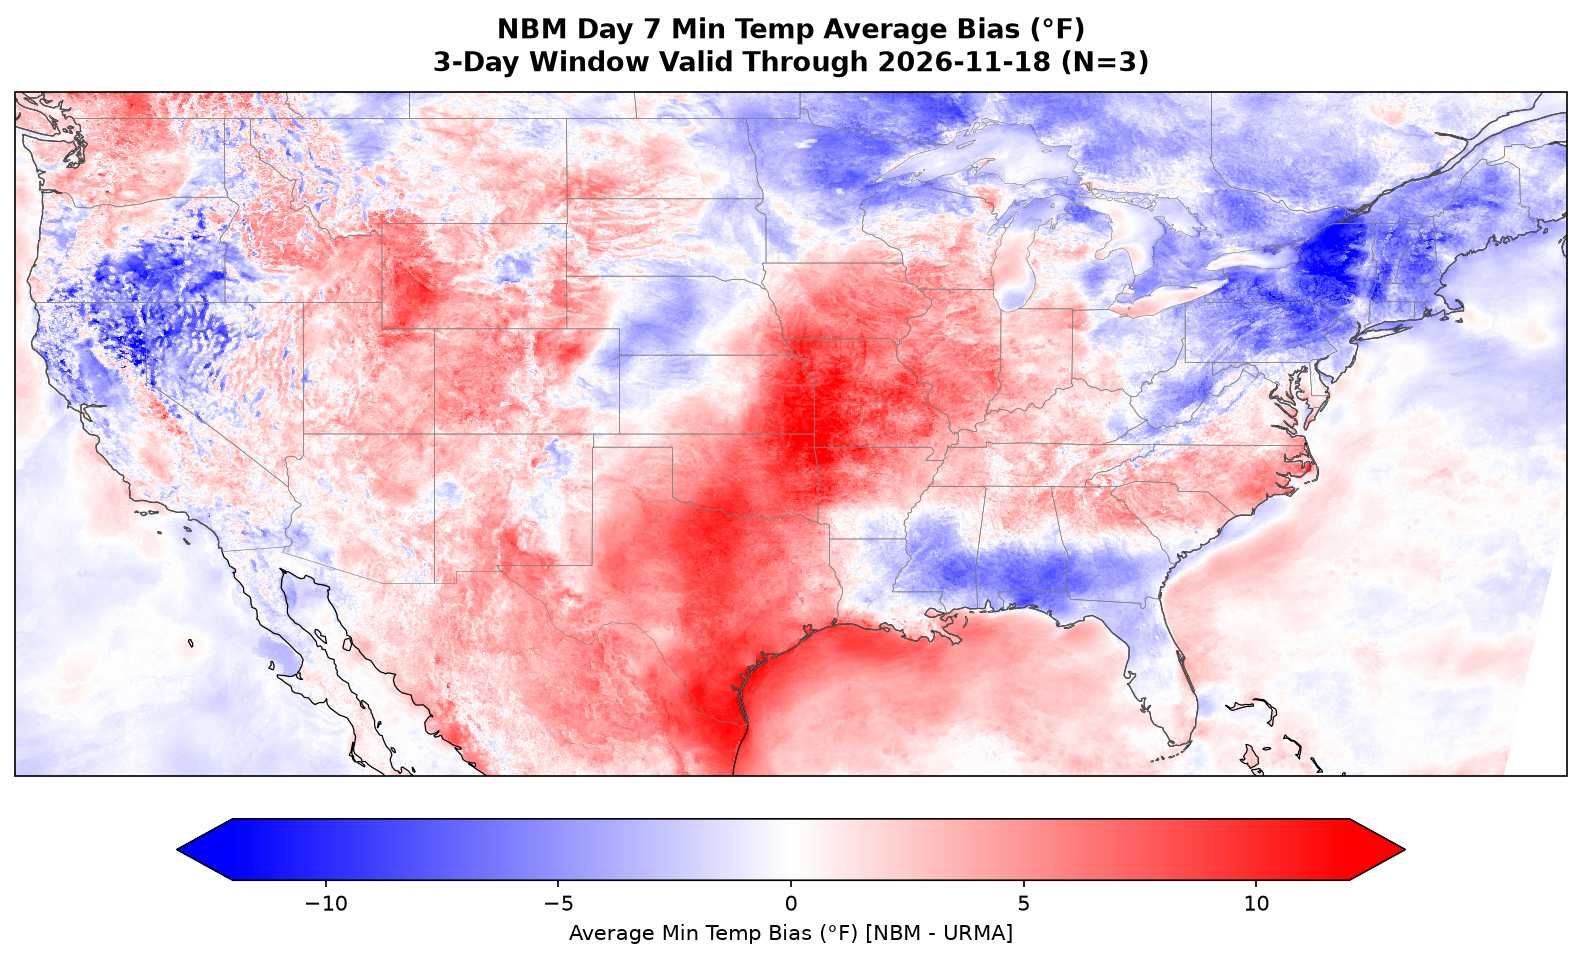 NBM Day 7 Min Temp Average Bias (°F)
3-Day Window Valid Through 2026-11-18 (N=3)
−10 −5 0 5 10
Average Min Temp Bias (°F) [NBM - URMA]